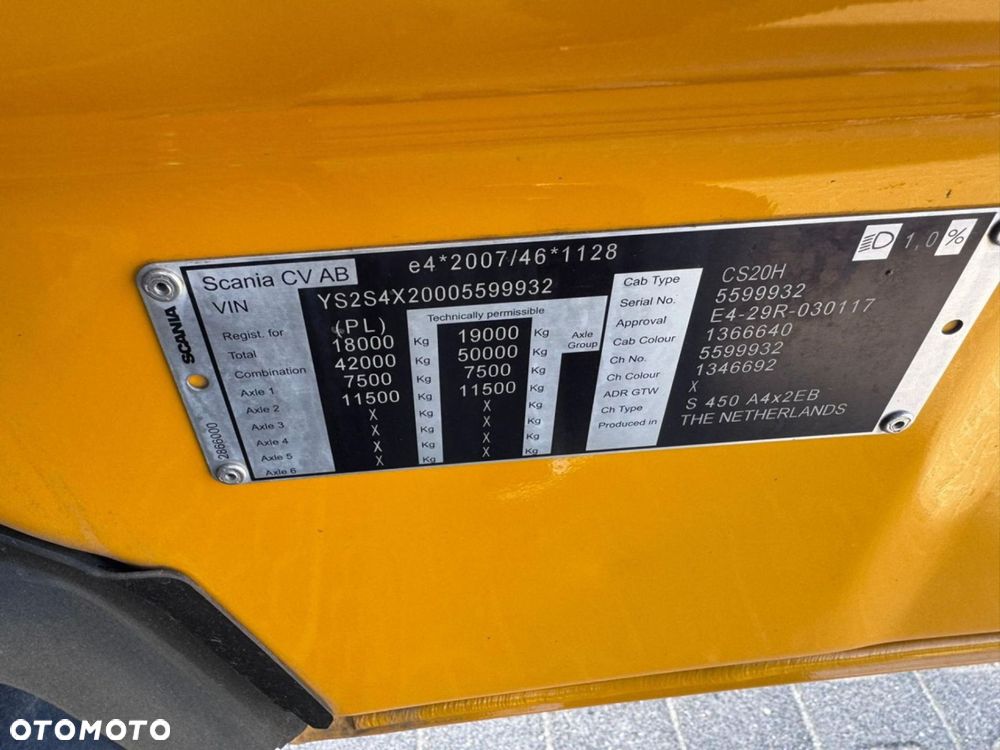 Scania CV AB e4*2007/46*1128
VIN YS2S4X20005599932
Technically permissible
Regist. for (PL)
Total 18000 Kg 19000 Kg
Combination 42000 Kg 50000 Kg
Axle 1 7500 Kg 7500 Kg
Axle 2 11500 Kg 11500 Kg
Axle 3 X Kg X Kg
Axle 4 X Kg X Kg
Axle 5 X Kg X Kg
Axle 6 X Kg X Kg
Axle
Group
Cab Type CS20H
Serial No. 5599932
Approval E4-29R-030117
Cab Colour 1366640
Ch No. 5599932
Ch Colour 1346692
ADR GTW X
Ch Type S 450 A4x2EB
Produced in THE NETHERLANDS
1,0 %
SCANIA
2866000
OTOMOTO